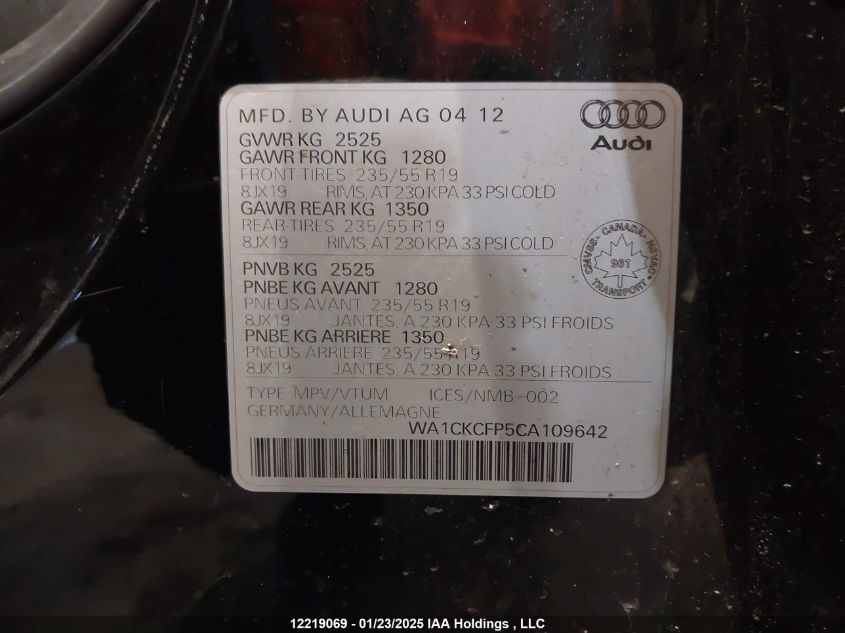 MFD. BY AUDI AG 04 12
Audi
GVWR KG 2525
GAWR FRONT KG 1280
FRONT-TIRES 235/55 R19
8JX19 RIMS, AT 230 KPA 33 PSI COLD
GAWR REAR KG 1350
REAR-TIRES 235/55 R19
8JX19 RIMS, AT 230 KPA 33 PSI COLD
CMVSS - CANADA - NSVAC
961
TRANSPORT
PNVB KG 2525
PNBE KG AVANT 1280
PNEUS AVANT 235/55 R19
8JX19 JANTES, A 230 KPA 33 PSI FROIDS
PNBE KG ARRIERE 1350
PNEUS ARRIERE 235/55 R19
8JX19 JANTES, A 230 KPA 33 PSI FROIDS
TYPE MPV/VTUM ICES/NMB-002
GERMANY/ALLEMAGNE
WA1CKCFP5CA109642
12219069 - 01/23/2025 IAA Holdings , LLC